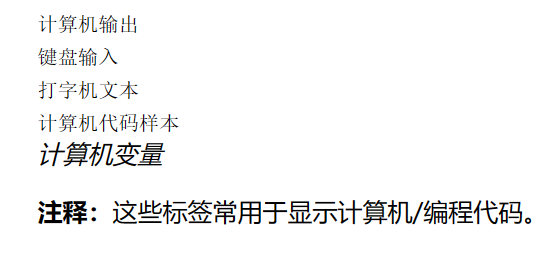 计算机输出
键盘输入
打字机文本
计算机代码样本
计算机变量
注释：这些标签常用于显示计算机/编程代码。